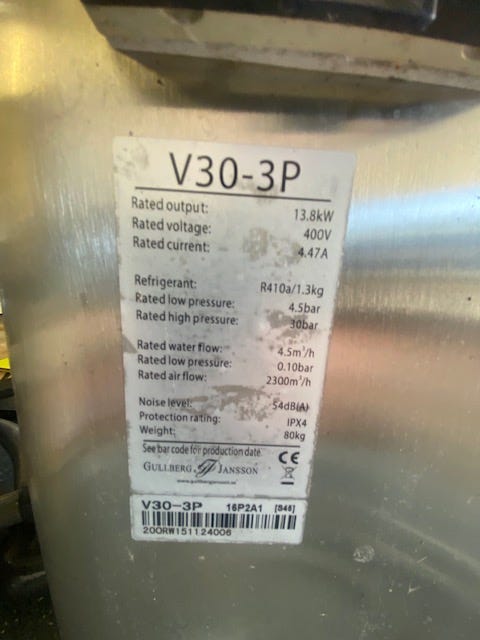 V30-3P
Rated output: 13.8kW
Rated voltage: 400V
Rated current: 4.47A
Refrigerant: R410a/1.3kg
Rated low pressure: 4.5bar
Rated high pressure: 30bar
Rated water flow: 4.5m³/h
Rated low pressure: 0.10bar
Rated air flow: 2300m³/h
Noise level: 54dB(A)
Protection rating: IPX4
Weight: 80kg
See bar code for production date
CE
GULLBERG JANSSON
www.gullbergjansson.se
V30-3P 16P2A1 [S46]
200RW151124006